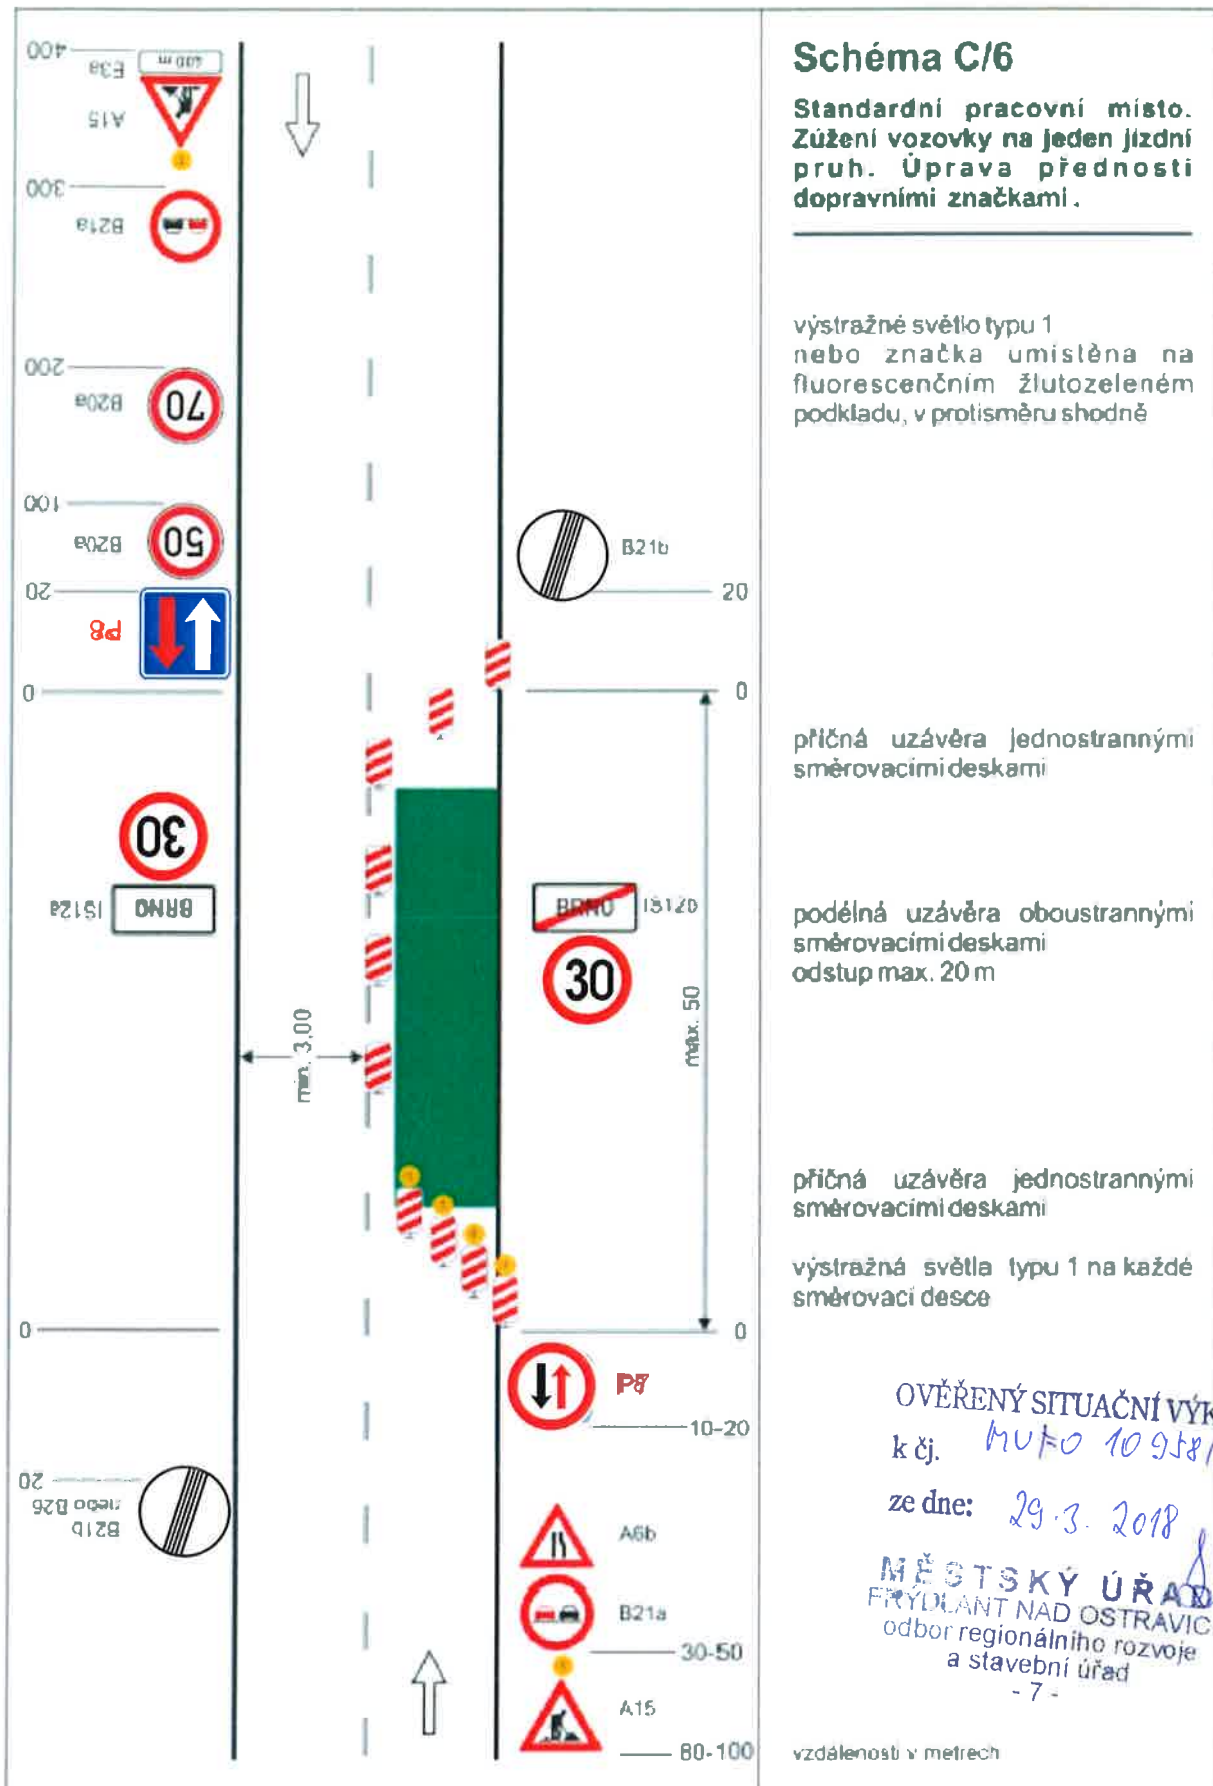 Schéma C/6
Standardní pracovní místo.
Zúžení vozovky na jeden jízdní
pruh. Úprava přednosti
dopravními značkami.
výstražné světlo typu 1
nebo značka umístěna na
fluorescenčním žlutozeleném
podkladu, v protisměru shodně
příčná uzávěra jednostrannými
směrovacími deskami
podélná uzávěra oboustrannými
směrovacími deskami
odstup max. 20 m
příčná uzávěra jednostrannými
směrovacími deskami
výstražná světla typu 1 na každé
směrovací desce
OVĚŘENÝ SITUAČNÍ VÝK
k čj. MUFO 10958/
ze dne: 29.3. 2018
MĚSTSKÝ ÚŘAD
FRÝDLANT NAD OSTRAVIC
odbor regionálního rozvoje
a stavební úřad
- 7 -
vzdálenosti v metrech
400
E3a
400 m
A15
300
B21a
200
B20a
70
100
B20a
50
20
P8
0
30
IS12a
BRNO
0
20
B21b
nebo B26
min. 3,00
B21b
20
0
BRNO
IS12b
30
max. 50
0
P7
10-20
A6b
B21a
30-50
A15
80-100